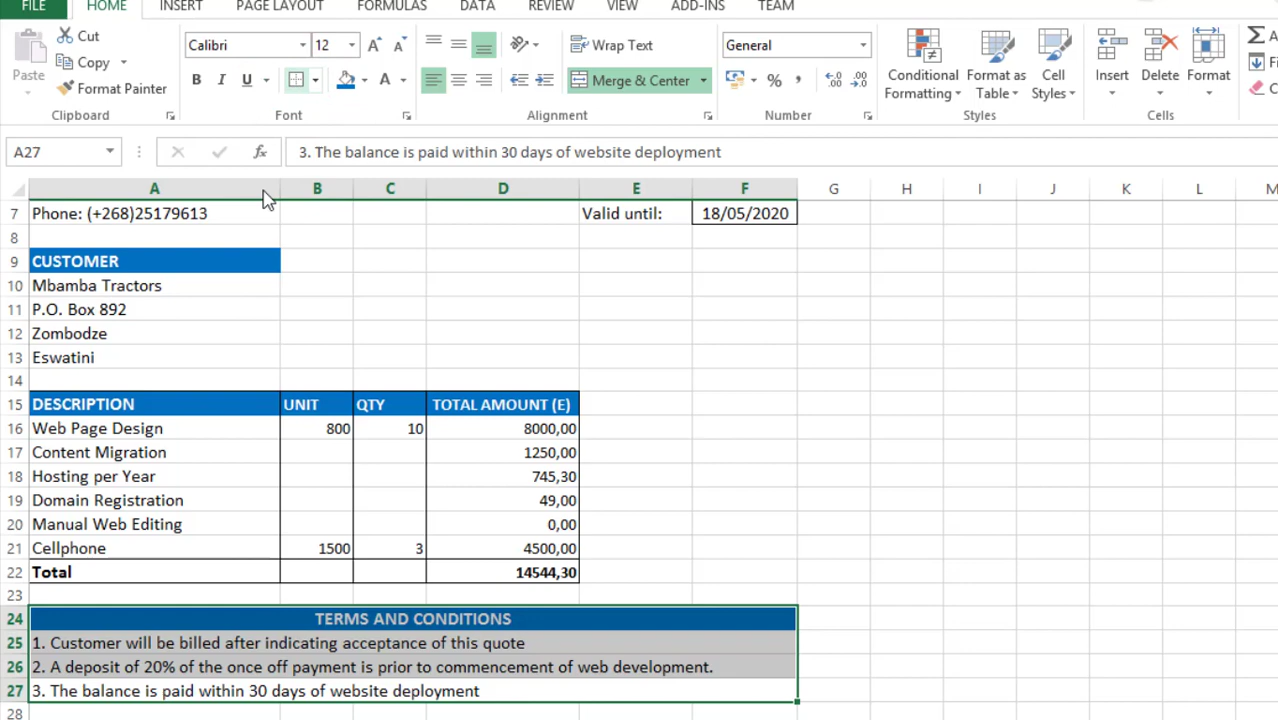 FILE HOME INSERT PAGE LAYOUT FORMULAS DATA REVIEW VIEW ADD-INS TEAM
Cut
Copy
Format Painter
Paste
Clipboard
Calibri 12
B I U
Font
Wrap Text
Merge & Center
Alignment
General
Number
Conditional Formatting
Format as Table
Cell Styles
Styles
Insert Delete Format
Cells
A27
3. The balance is paid within 30 days of website deployment
A B C D E F G H I J K L M
7 Phone: (+268)25179613 Valid until: 18/05/2020
8
9 CUSTOMER
10 Mbamba Tractors
11 P.O. Box 892
12 Zombodze
13 Eswatini
14
15 DESCRIPTION UNIT QTY TOTAL AMOUNT (E)
16 Web Page Design 800 10 8000,00
17 Content Migration 1250,00
18 Hosting per Year 745,30
19 Domain Registration 49,00
20 Manual Web Editing 0,00
21 Cellphone 1500 3 4500,00
22 Total 14544,30
23
24 TERMS AND CONDITIONS
25 1. Customer will be billed after indicating acceptance of this quote
26 2. A deposit of 20% of the once off payment is prior to commencement of web development.
27 3. The balance is paid within 30 days of website deployment
28